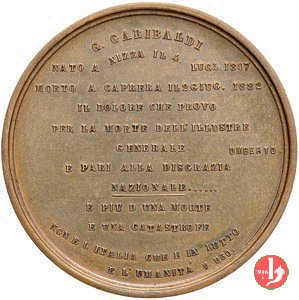 G. GARIBALDI
NIZZA IL 4
NATO A LUGL. 1807
MORTO A CAPRERA IL 2 GIUG. 1882
IL DOLORE CHE PROVO
PER LA MORTE DELL'ILLUSTRE
GENERALE
UMBERTO
E PARI ALLA DISGRAZIA
NAZIONALE......
E PIU D'UNA MORTE
E UNA CATASTROFE
NON E L'ITALIA CHE E IN LUTTO
E L'UMANITA